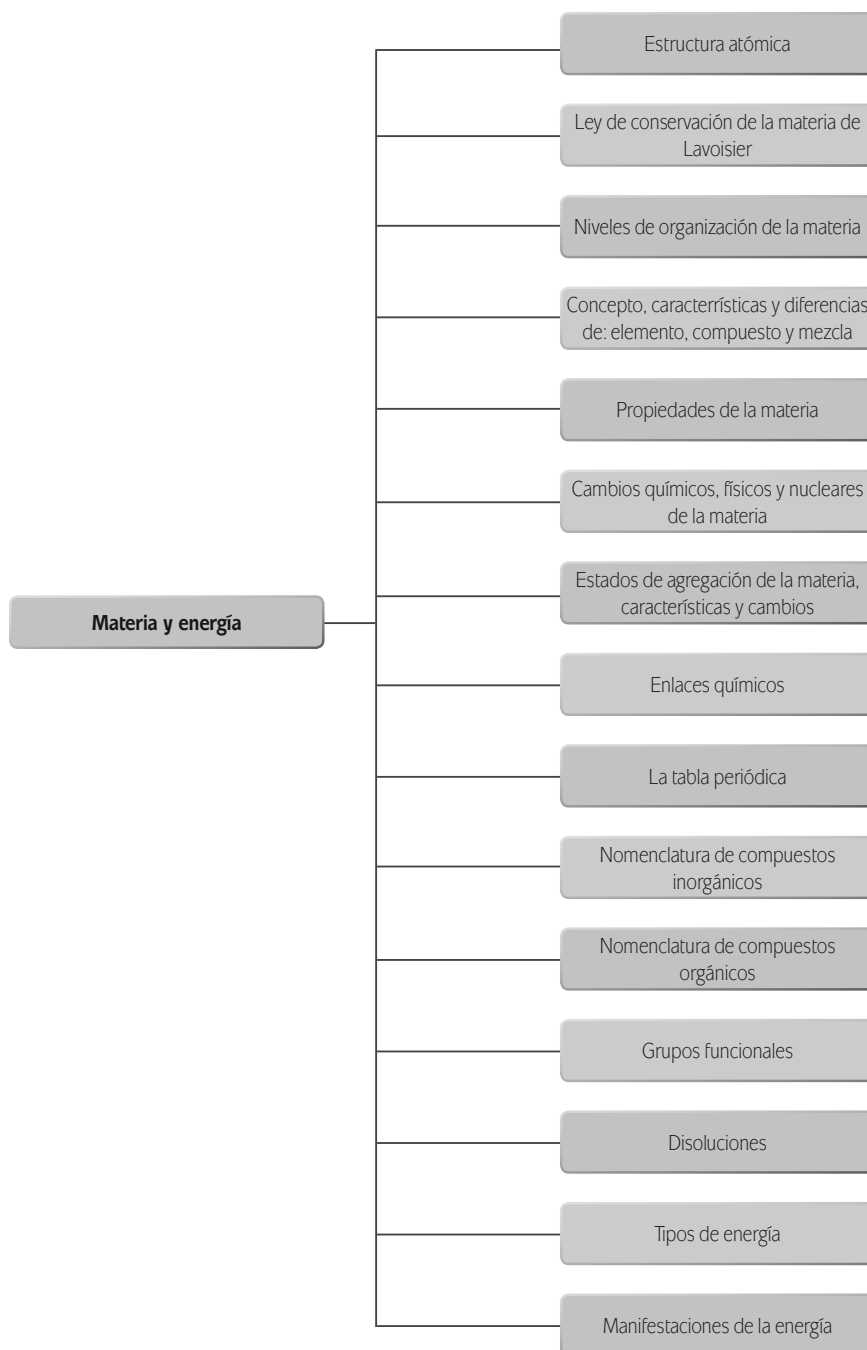 Estructura atómica
Ley de conservación de la materia de
Lavoisier
Niveles de organización de la materia
Concepto, caracterrísticas y diferencias
de: elemento, compuesto y mezcla
Propiedades de la materia
Cambios químicos, físicos y nucleares
de la materia
Estados de agregación de la materia,
características y cambios
Materia y energía
Enlaces químicos
La tabla periódica
Nomenclatura de compuestos
inorgánicos
Nomenclatura de compuestos
orgánicos
Grupos funcionales
Disoluciones
Tipos de energía
Manifestaciones de la energía